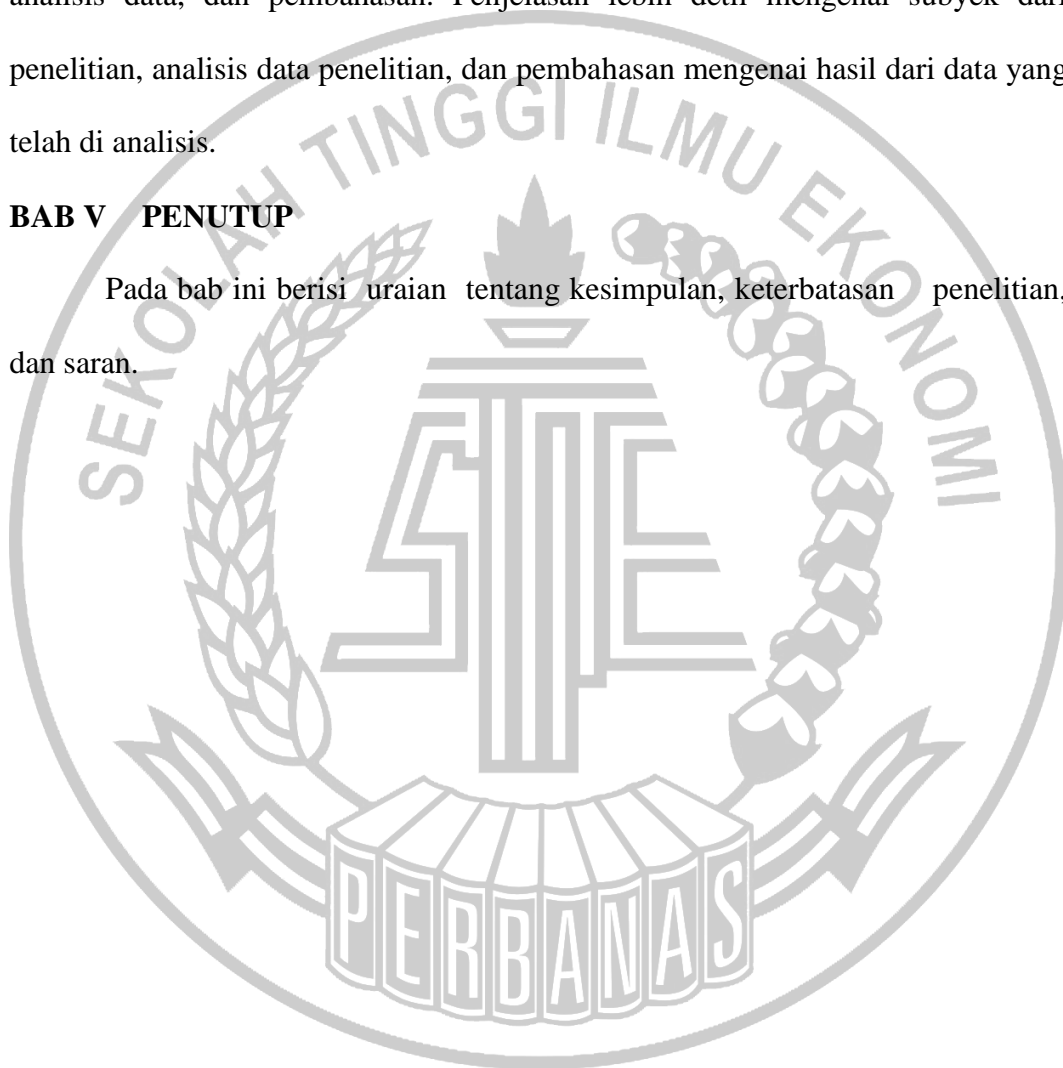 analisis data, dan pembahasan. Penjelasan lebih detil mengenai subyek dari
penelitian, analisis data penelitian, dan pembahasan mengenai hasil dari data yang
telah di analisis.
SEKOLAH TINGGI ILMU EKONOMI
BAB V PENUTUP
Pada bab ini berisi uraian tentang kesimpulan, keterbatasan penelitian,
dan saran.
STIE
PERBANAS